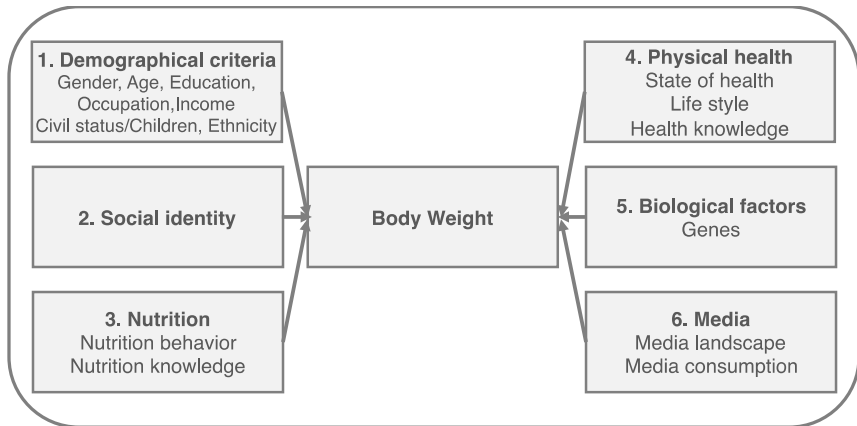 1. Demographical criteria
Gender, Age, Education,
Occupation,Income
Civil status/Children, Ethnicity
2. Social identity
3. Nutrition
Nutrition behavior
Nutrition knowledge
Body Weight
4. Physical health
State of health
Life style
Health knowledge
5. Biological factors
Genes
6. Media
Media landscape
Media consumption